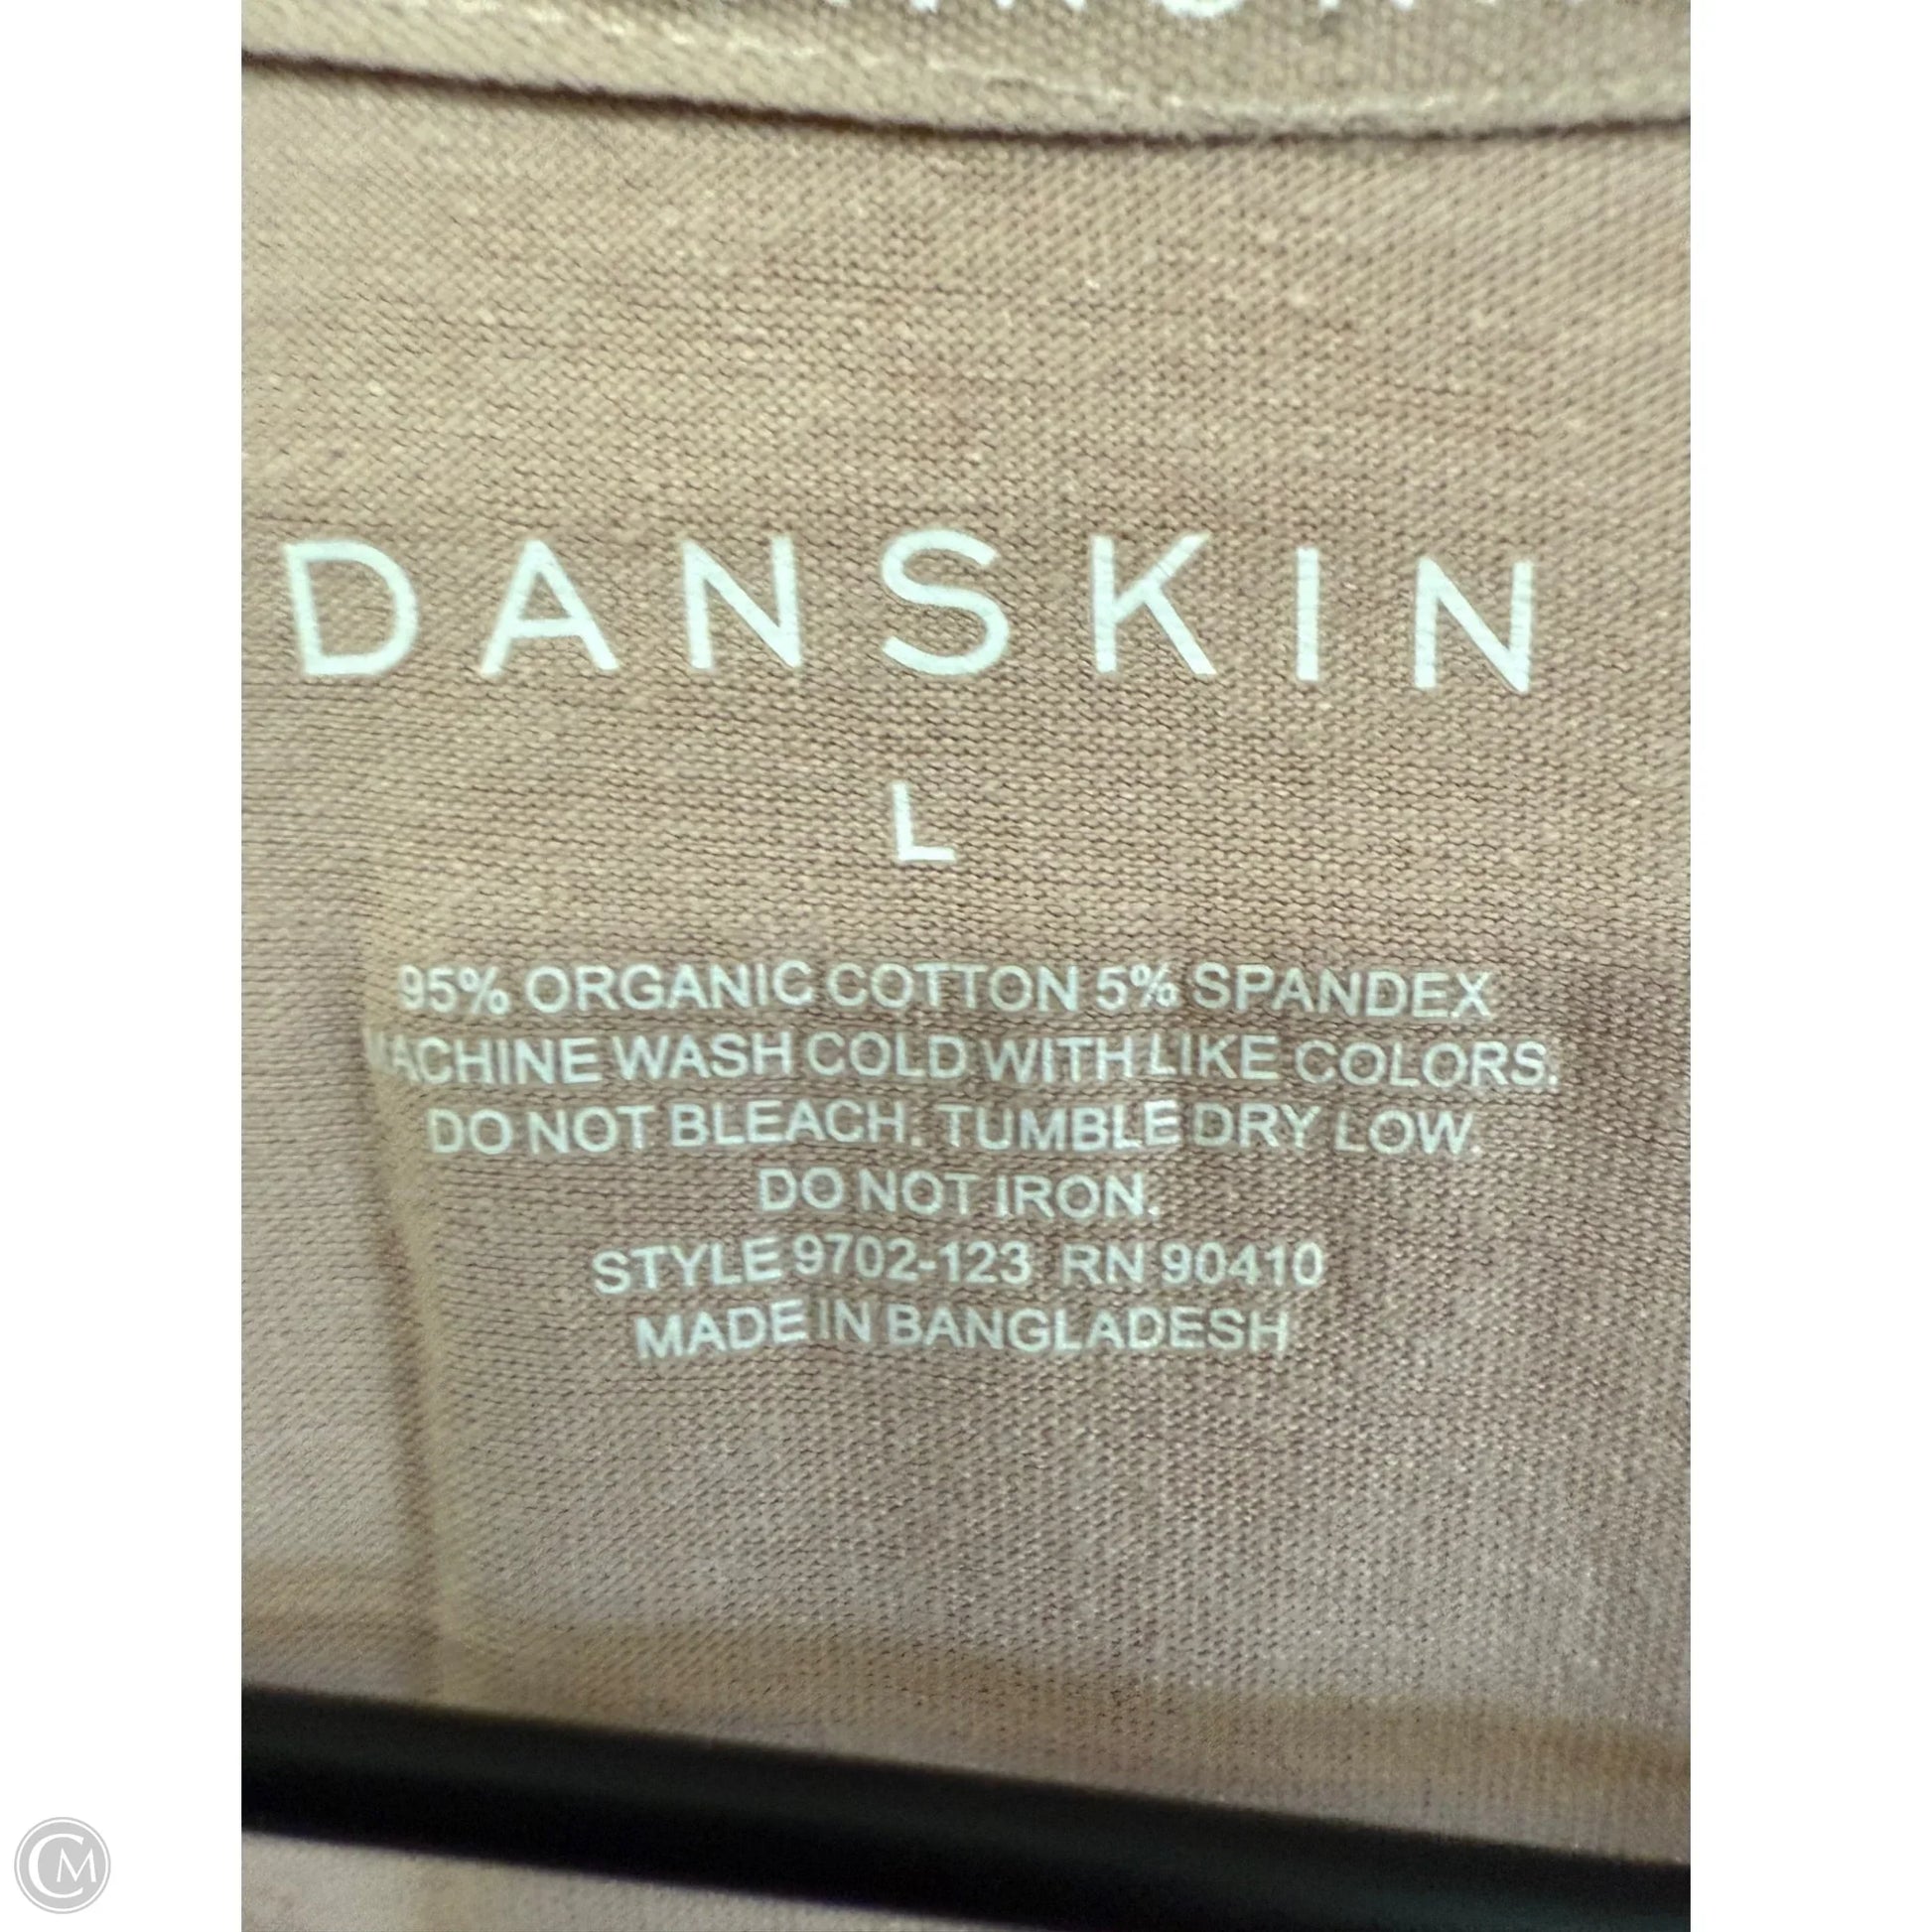 DANSKIN
L
95% ORGANIC COTTON 5% SPANDEX
MACHINE WASH COLD WITH LIKE COLORS.
DO NOT BLEACH. TUMBLE DRY LOW.
DO NOT IRON.
STYLE 9702-123 RN 90410
MADE IN BANGLADESH
CM